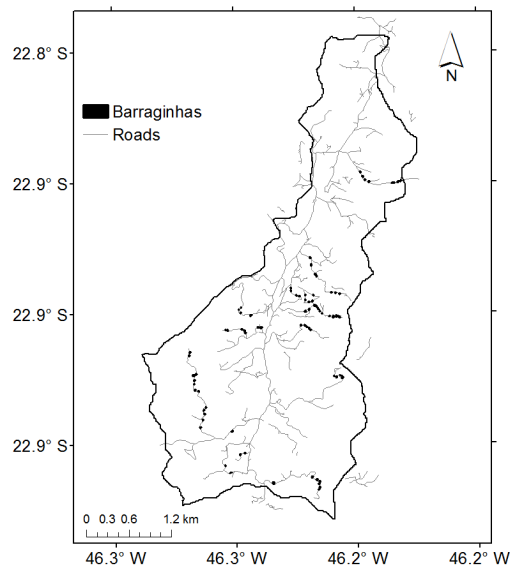 22.8° S
N
Barraginhas
Roads
22.9° S
22.9° S
22.9° S
0 0.3 0.6 1.2 km
46.3° W 46.3° W 46.2° W 46.2° W